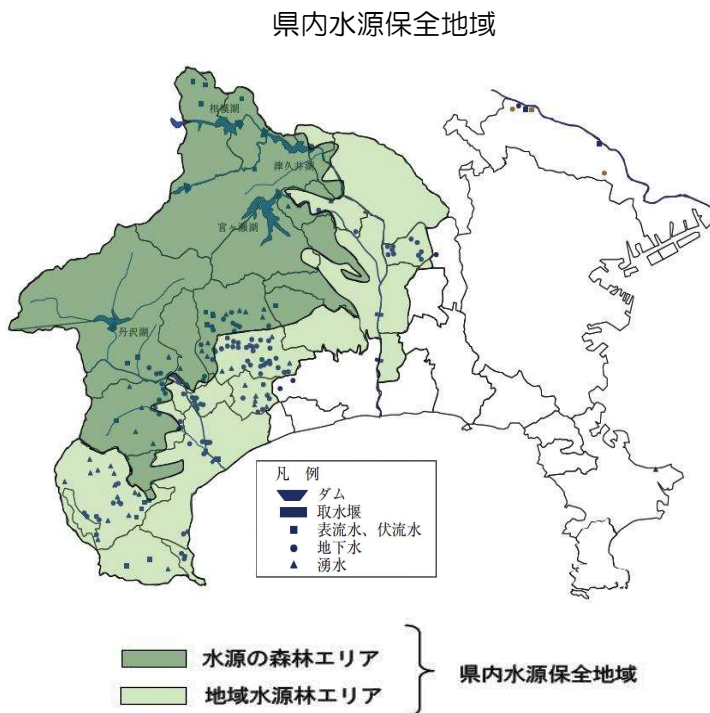 県内水源保全地域
相模湖
津久井湖
宮ヶ瀬湖
丹沢湖
凡 例
ダム
取水堰
表流水、伏流水
地下水
湧水
水源の森林エリア
地域水源林エリア
県内水源保全地域